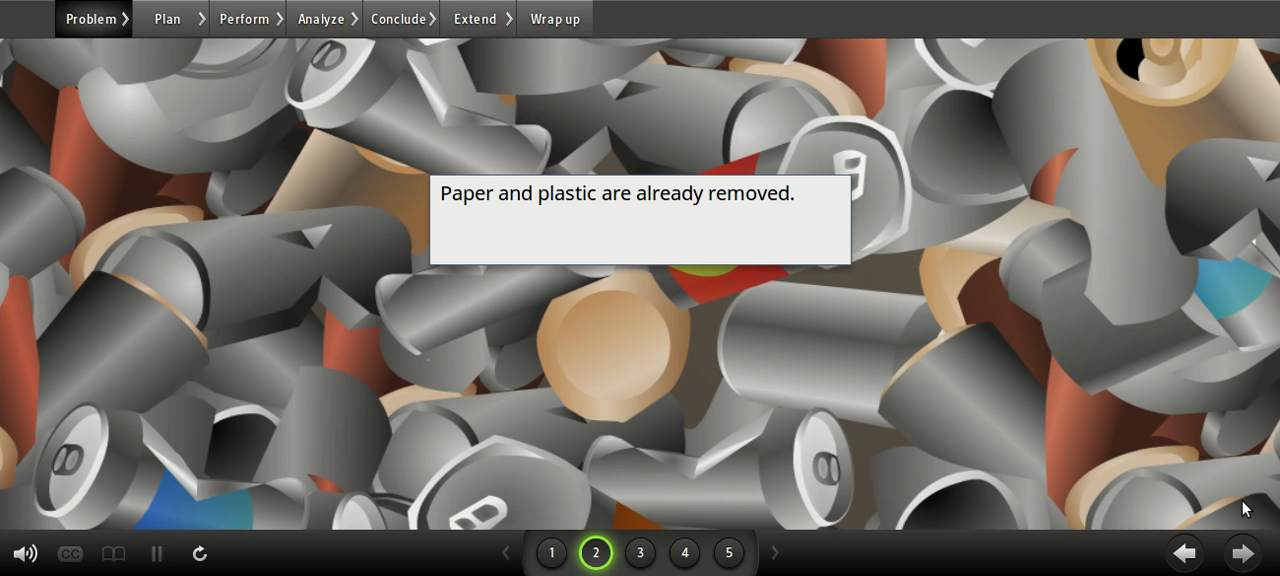 Problem Plan Perform Analyze Conclude Extend Wrap up
Paper and plastic are already removed.
CC 1 2 3 4 5